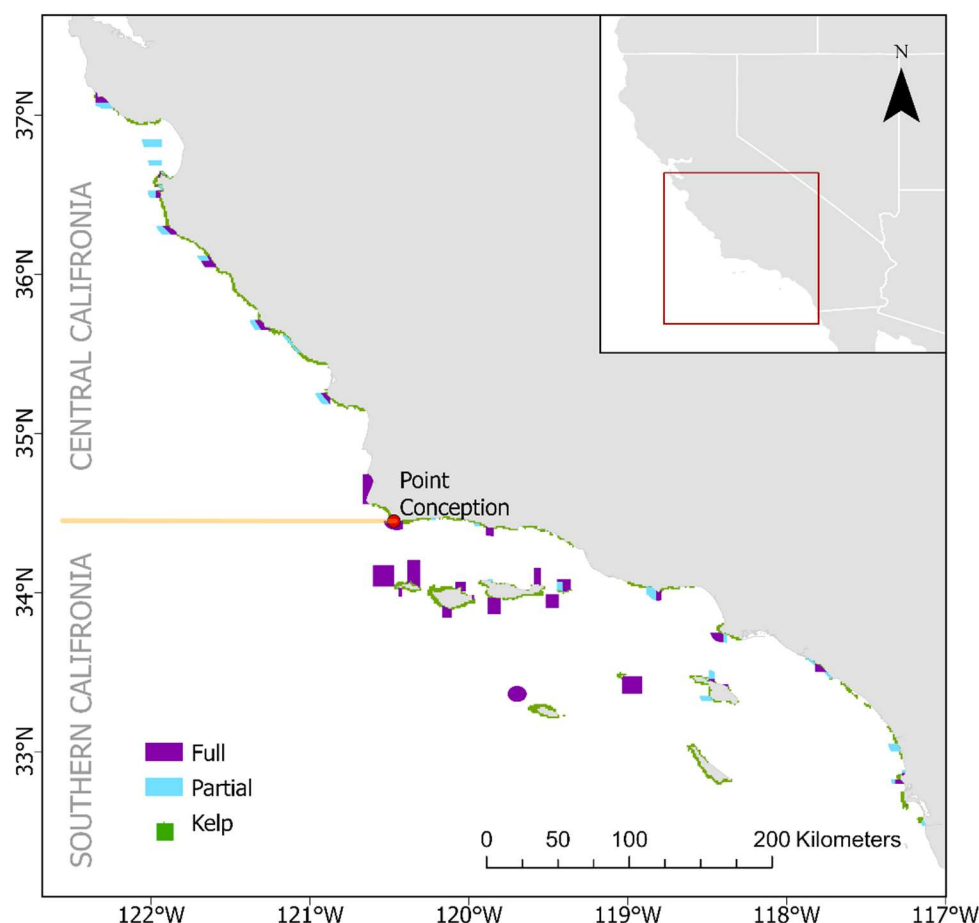 N
37°N
36°N
35°N
34°N
33°N
CENTRAL CALIFRONIA
SOUTHERN CALIFRONIA
Point
Conception
Full
Partial
Kelp
0 50 100 200 Kilometers
122°W 121°W 120°W 119°W 118°W 117°W